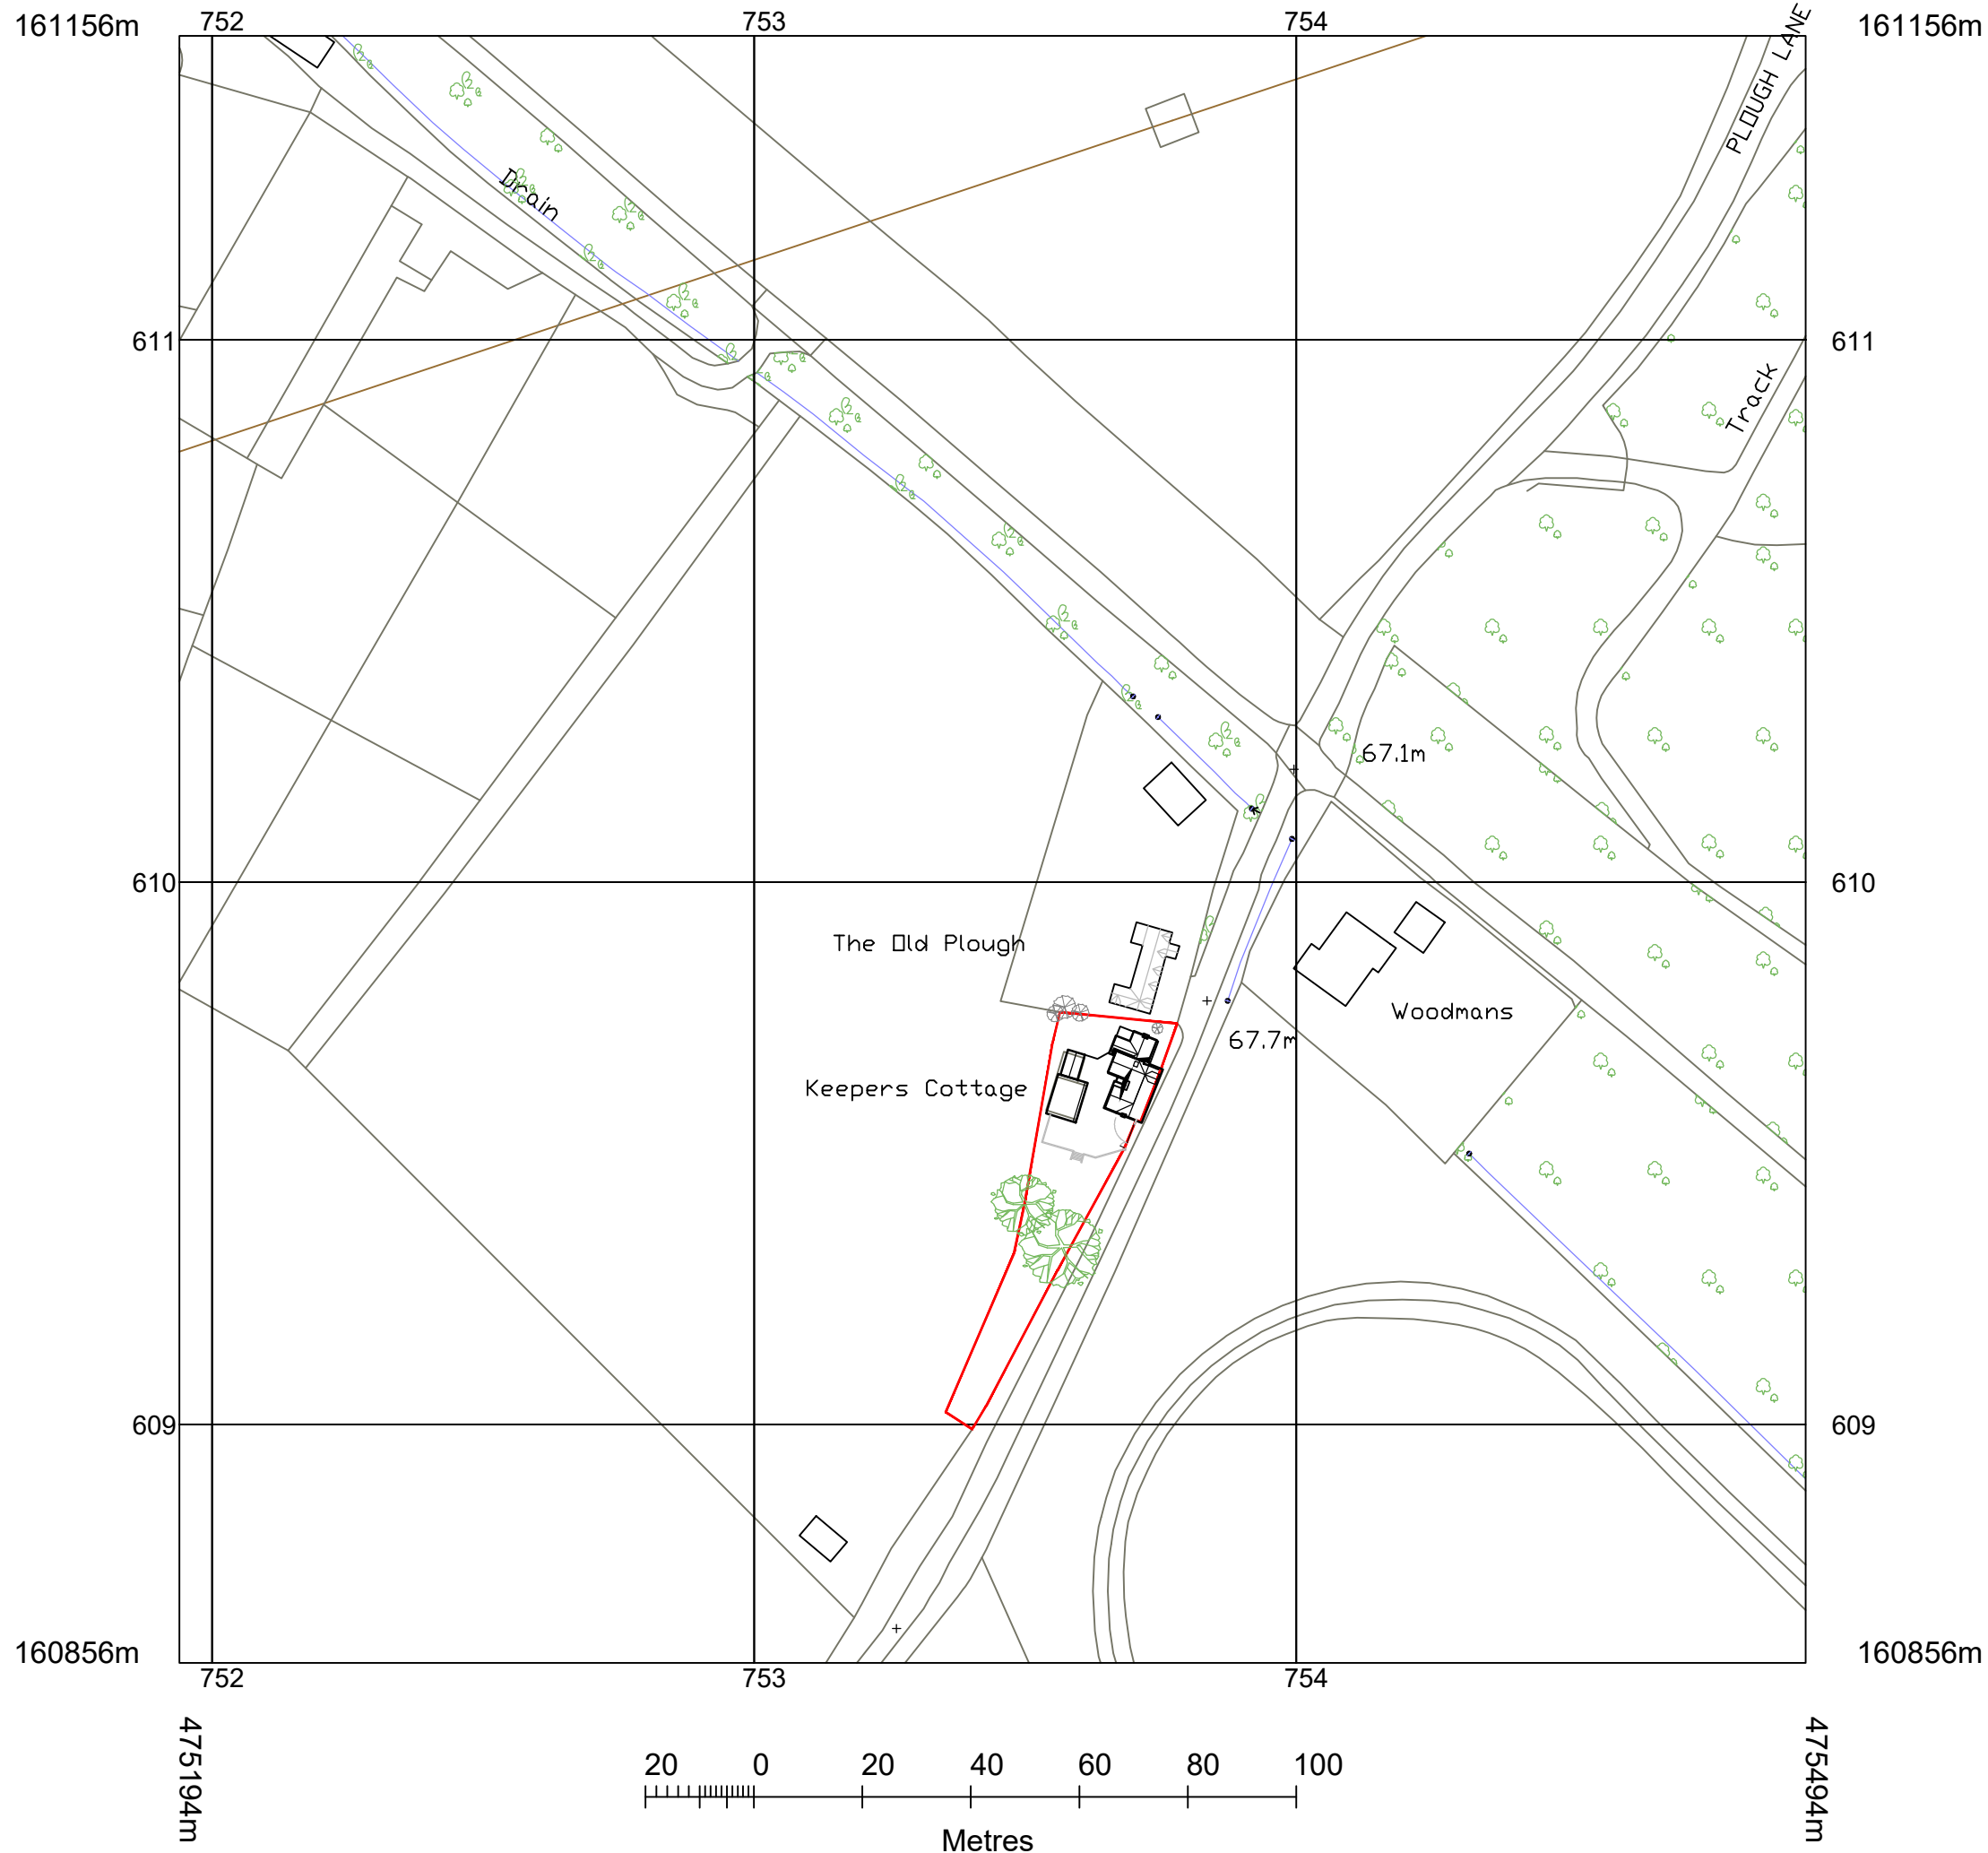 161156m 752 753 754 161156m
PLOUGH LANE
Drain
611 611
Track
67.1m
610 610
The Old Plough
Woodmans
67.7m
Keepers Cottage
609 609
160856m 160856m
752 753 754
475194m 475494m
20 0 20 40 60 80 100
Metres